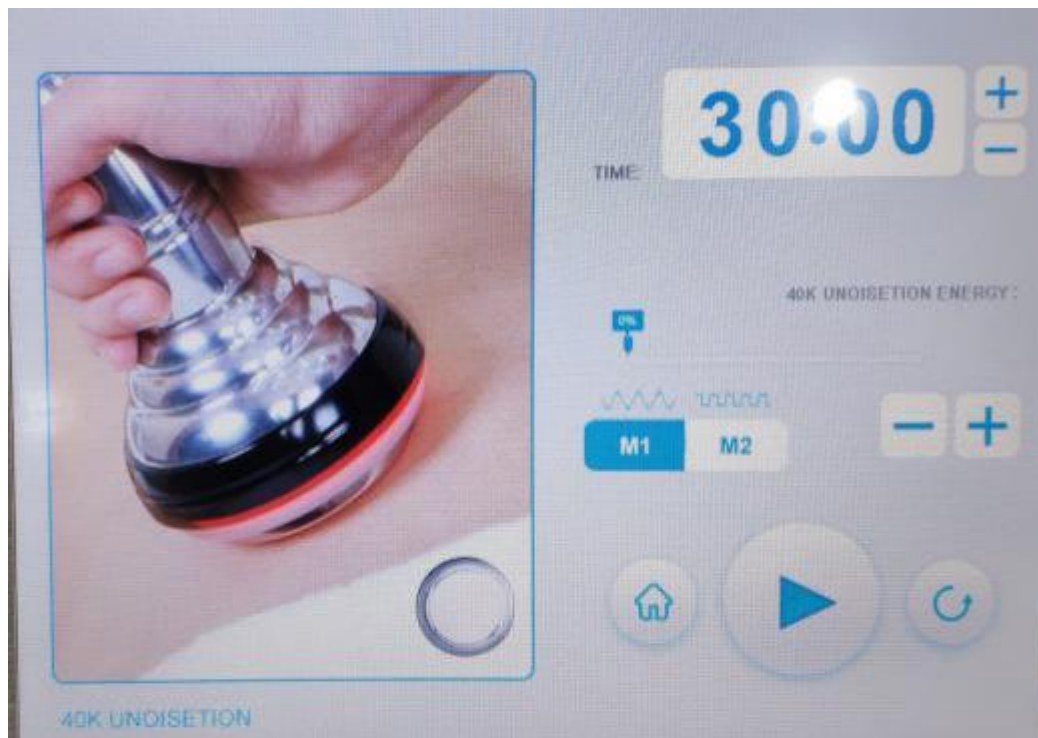 30:00
+
−
TIME:
40K UNOISETION ENERGY:
0%
M1 M2
− +
40K UNOISETION